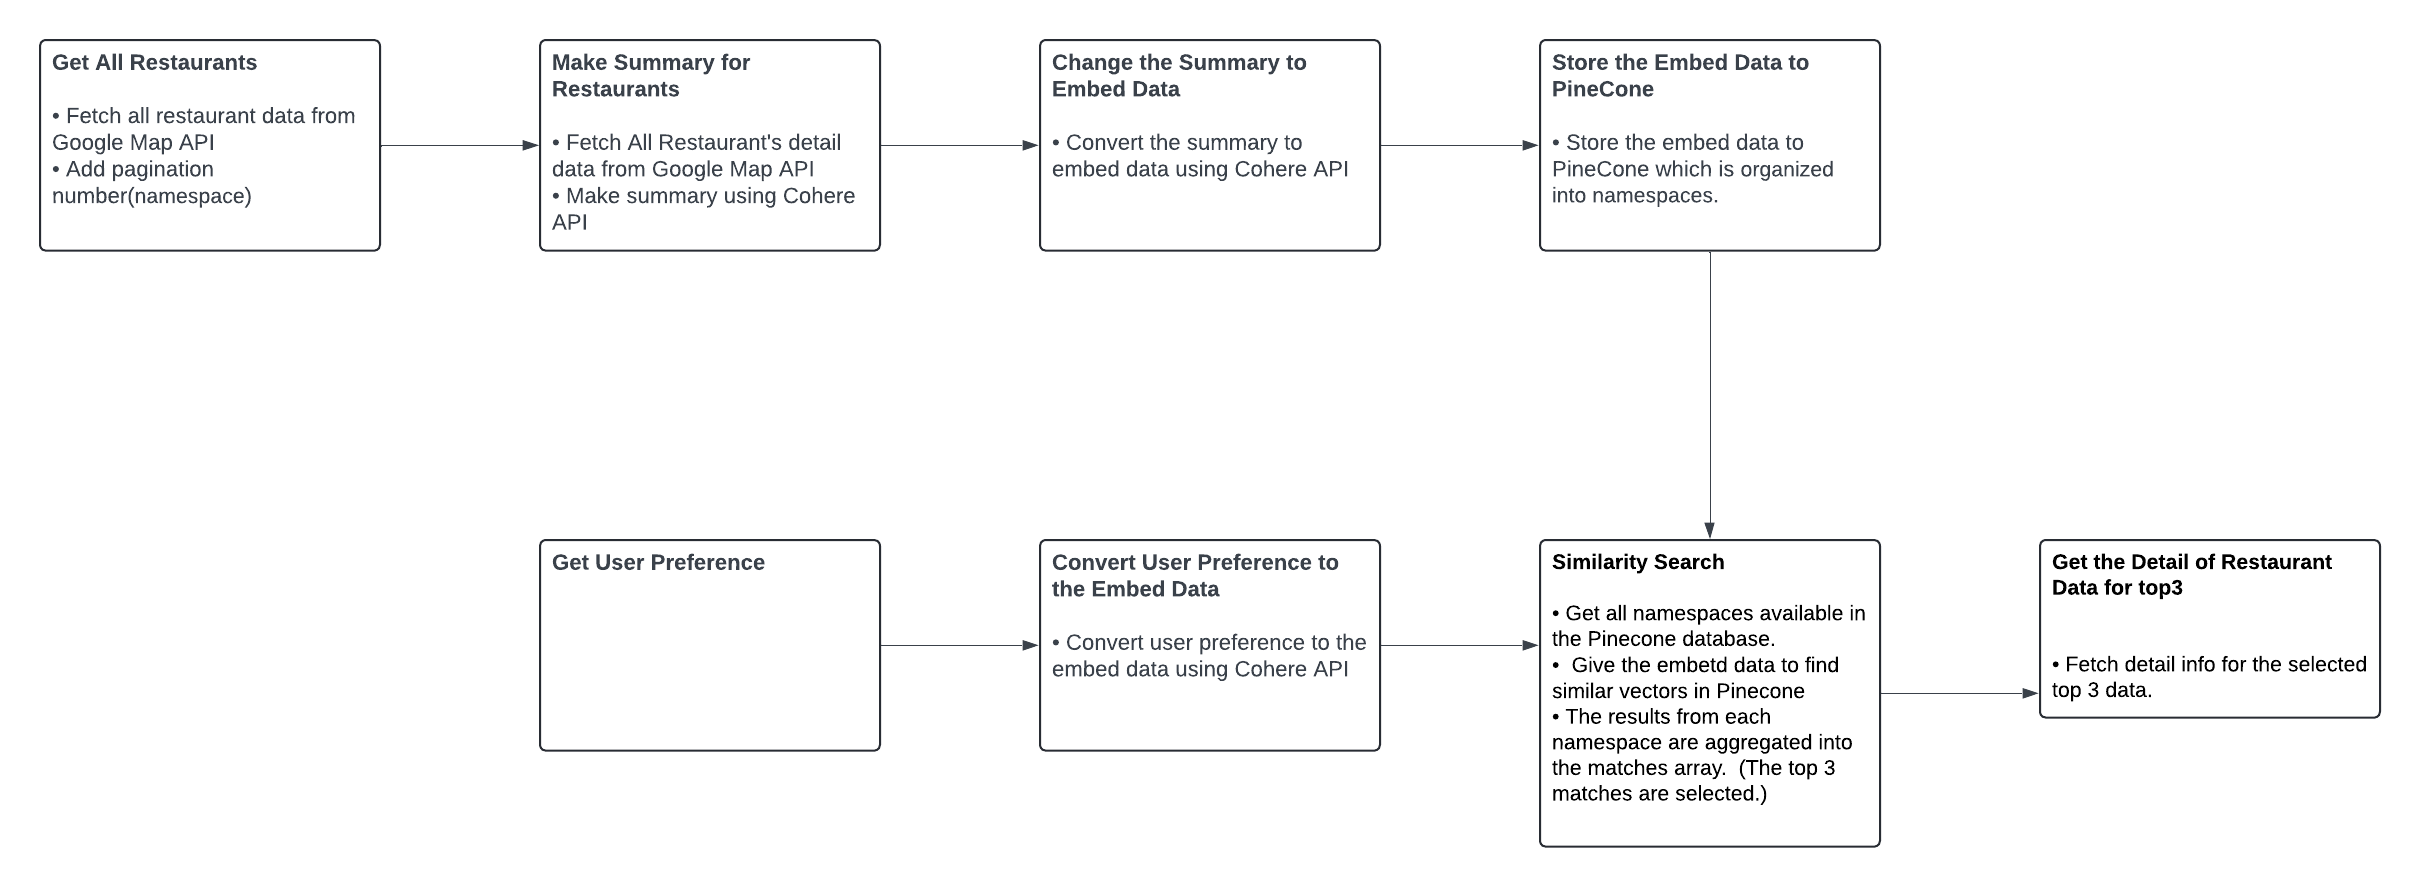 Get All Restaurants
• Fetch all restaurant data from
Google Map API
• Add pagination
number(namespace)
Make Summary for
Restaurants
• Fetch All Restaurant's detail
data from Google Map API
• Make summary using Cohere
API
Change the Summary to
Embed Data
• Convert the summary to
embed data using Cohere API
Store the Embed Data to
PineCone
• Store the embed data to
PineCone which is organized
into namespaces.
Get User Preference
Convert User Preference to
the Embed Data
• Convert user preference to the
embed data using Cohere API
Similarity Search
• Get all namespaces available in
the Pinecone database.
•  Give the embetd data to find
similar vectors in Pinecone
• The results from each
namespace are aggregated into
the matches array.  (The top 3
matches are selected.)
Get the Detail of Restaurant
Data for top3
• Fetch detail info for the selected
top 3 data.